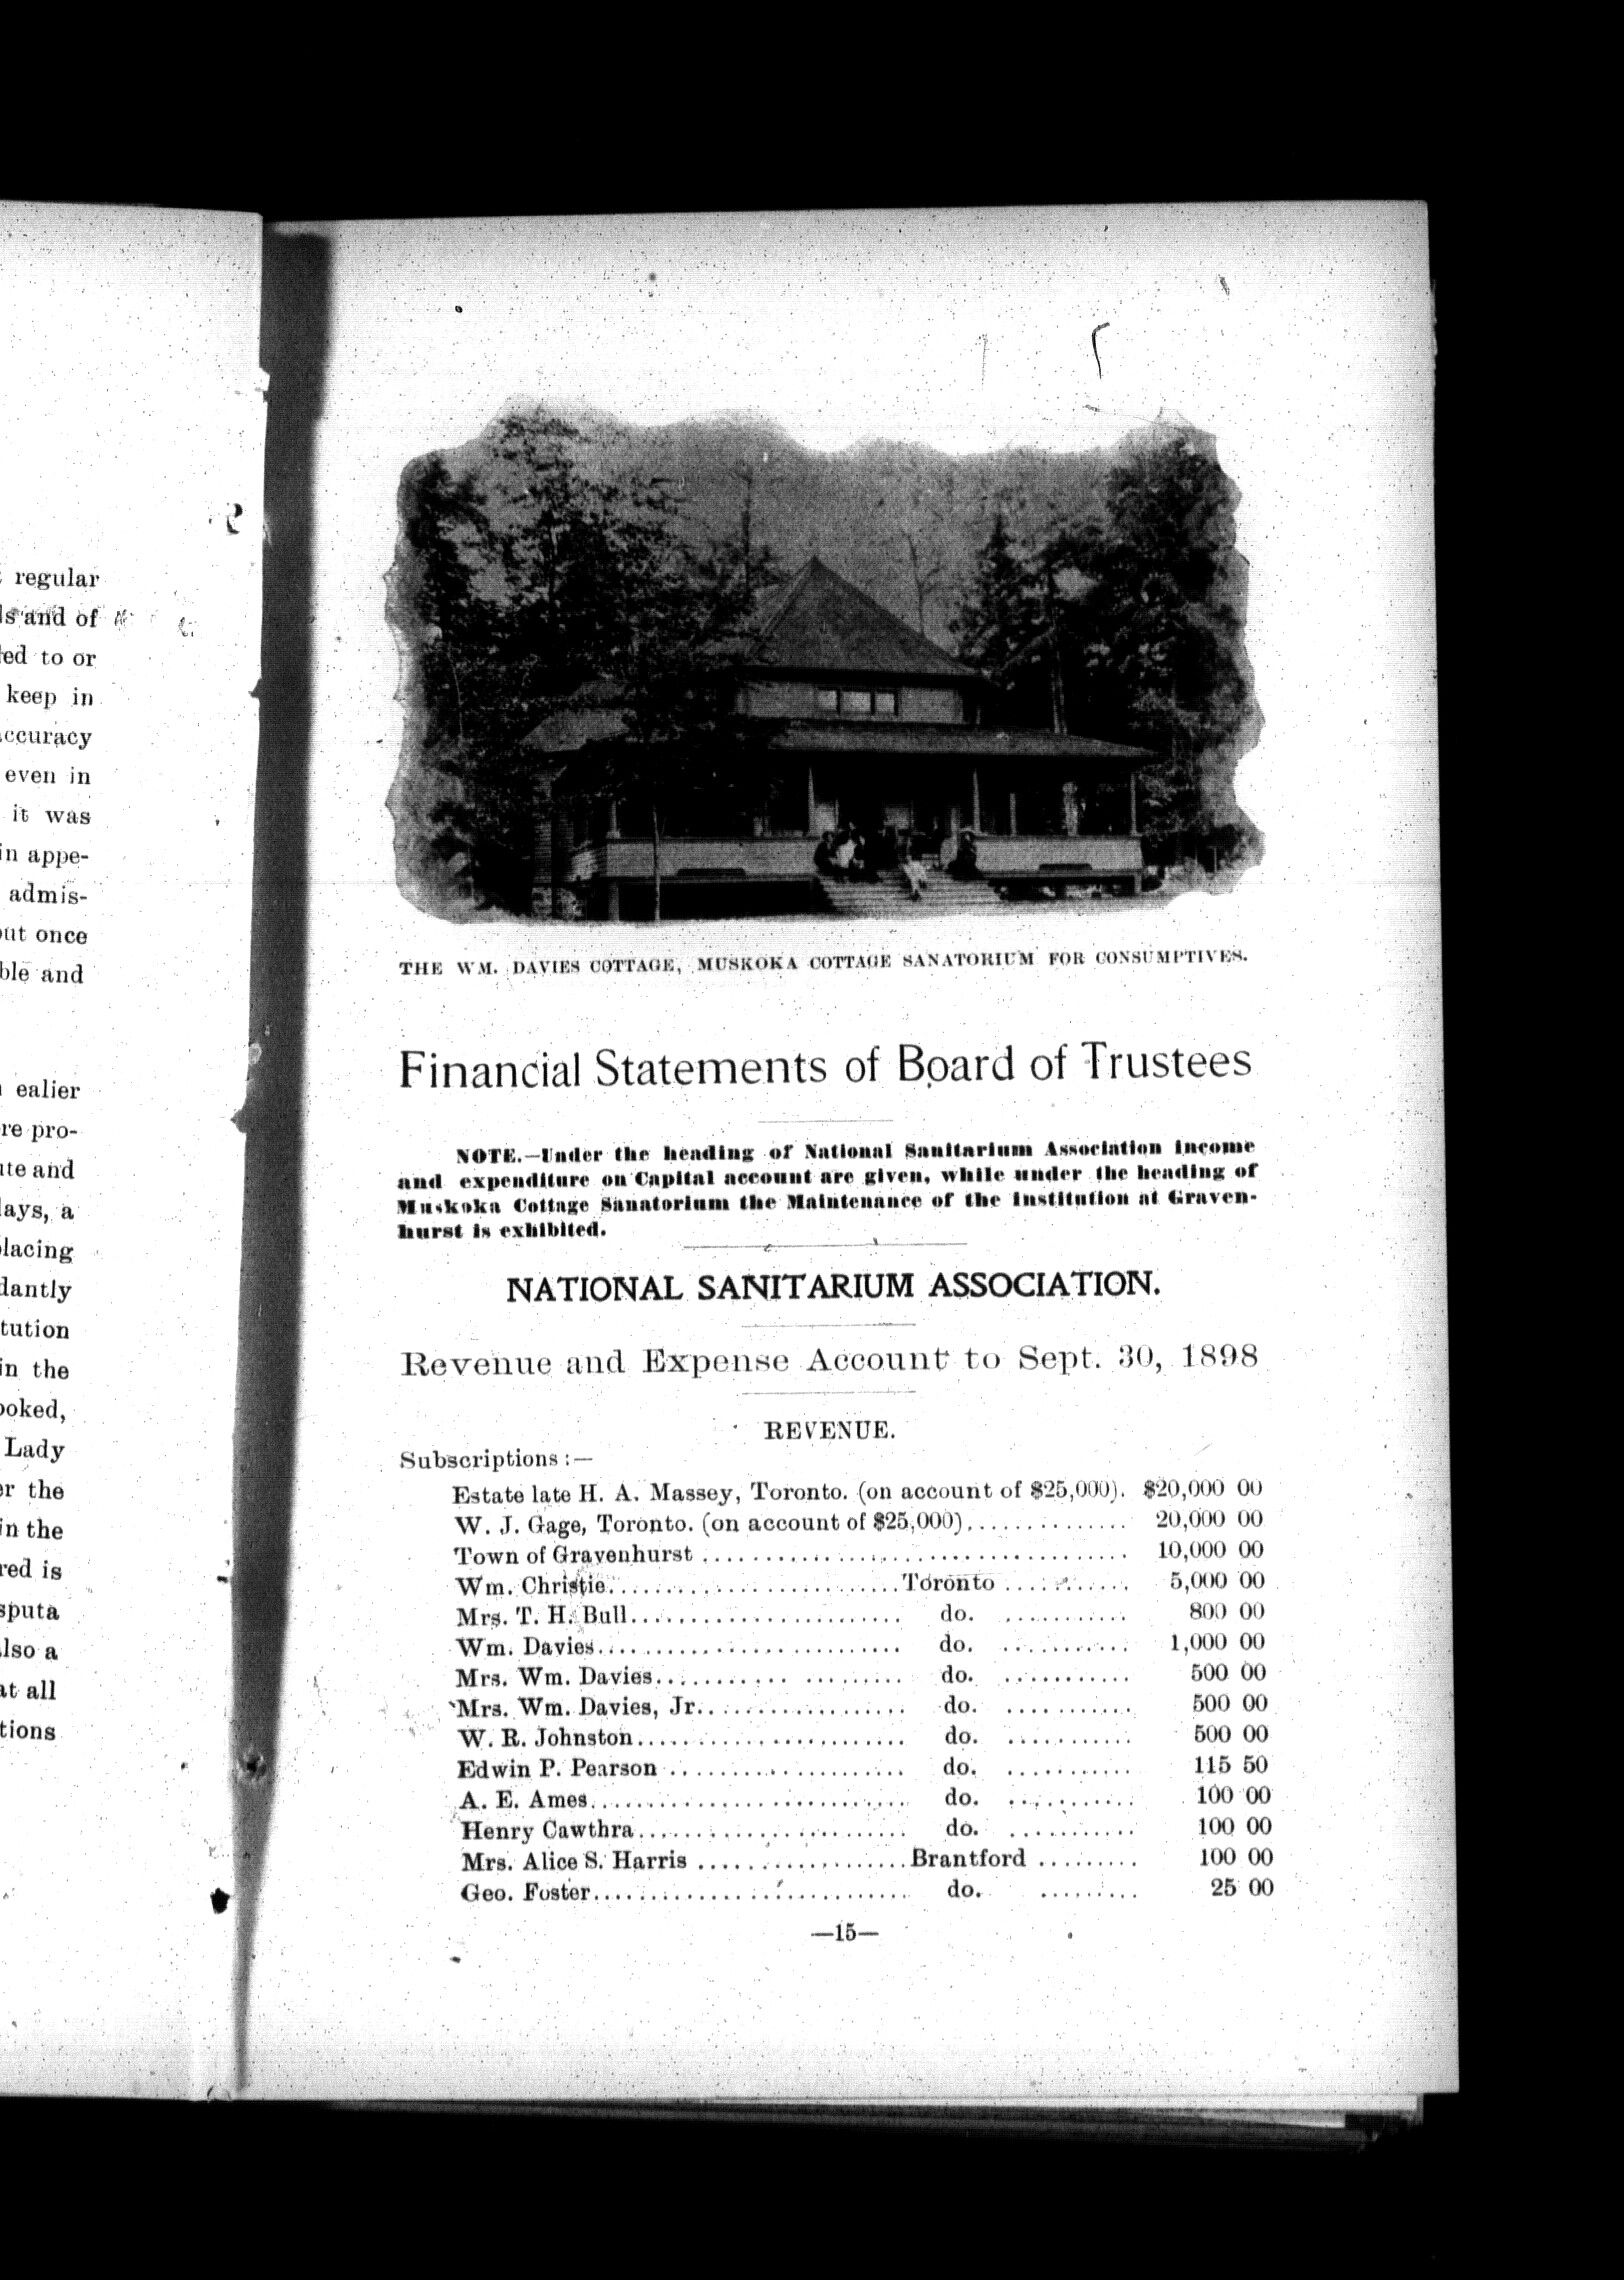 regular
and of
ed to or
keep in
accuracy
even in
it was
in appe-
admis-
but once
ble and
ealier
re pro-
ute and
lays, a
lacing
dantly
tution
in the
ooked,
Lady
er the
in the
red is
sputa
also a
at all
tions
THE WM. DAVIES COTTAGE, MUSKOKA COTTAGE SANATORIUM FOR CONSUMPTIVES.
Financial Statements of Board of Trustees
NOTE.—Under the heading of National Sanitarium Association income
and expenditure on Capital account are given, while under the heading of
Muskoka Cottage Sanatorium the Maintenance of the institution at Graven-
hurst is exhibited.
NATIONAL SANITARIUM ASSOCIATION.
Revenue and Expense Account to Sept. 30, 1898
REVENUE.
Subscriptions :—
Estate late H. A. Massey, Toronto. (on account of $25,000). $20,000 00
W. J. Gage, Toronto. (on account of $25,000).............. 20,000 00
Town of Gravenhurst .................................. 10,000 00
Wm. Christie.......................Toronto .......... 5,000 00
Mrs. T. H. Bull...................... do. .......... 800 00
Wm. Davies......................... do. .......... 1,000 00
Mrs. Wm. Davies.......... ........ do. .......... 500 00
Mrs. Wm. Davies, Jr................. do. .......... 500 00
W. R. Johnston...................... do. .......... 500 00
Edwin P. Pearson ................... do. .......... 115 50
A. E. Ames......................... do. .......... 100 00
Henry Cawthra...................... do. .......... 100 00
Mrs. Alice S. Harris .................Brantford ......... 100 00
Geo. Foster......................... do. ........ 25 00
—15—